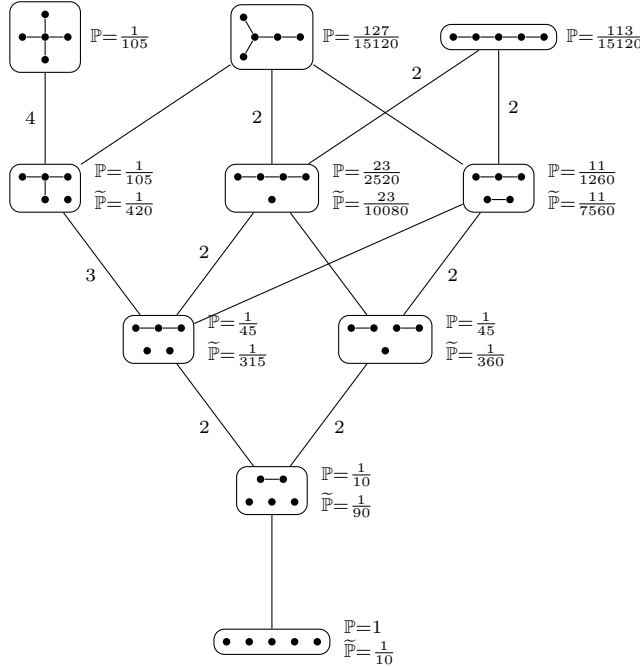 ℙ=1/105
ℙ=127/15120
ℙ=113/15120
4
2
2
2
ℙ=1/105
ℙ̃=1/420
ℙ=23/2520
ℙ̃=23/10080
ℙ=11/1260
ℙ̃=11/7560
3
2
2
ℙ=1/45
ℙ̃=1/315
ℙ=1/45
ℙ̃=1/360
2
2
ℙ=1/10
ℙ̃=1/90
ℙ=1
ℙ̃=1/10